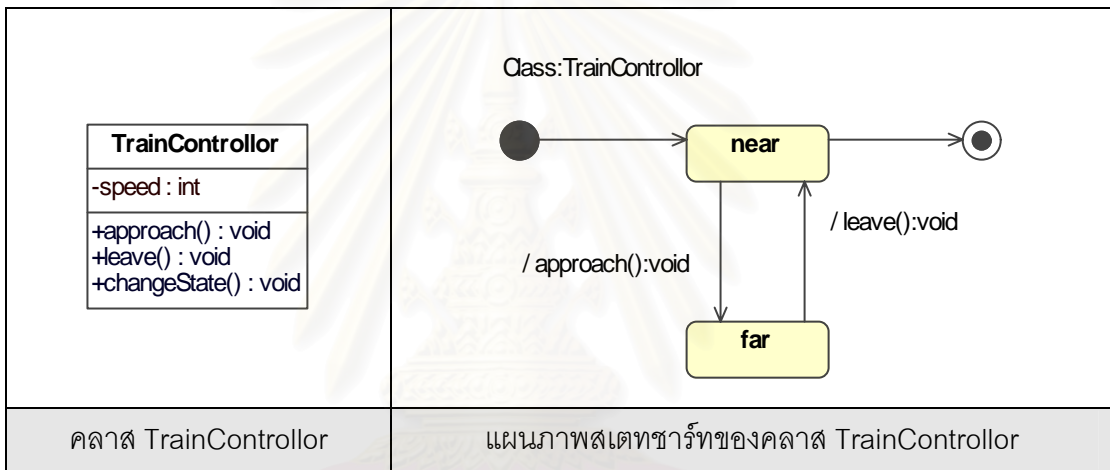 TrainControllor
-speed : int
+approach() : void
+leave() : void
+changeState() : void
Class:TrainControllor
near
/ leave():void
/ approach():void
far
คลาส TrainControllor
แผนภาพสเตทชาร์ทของคลาส TrainControllor